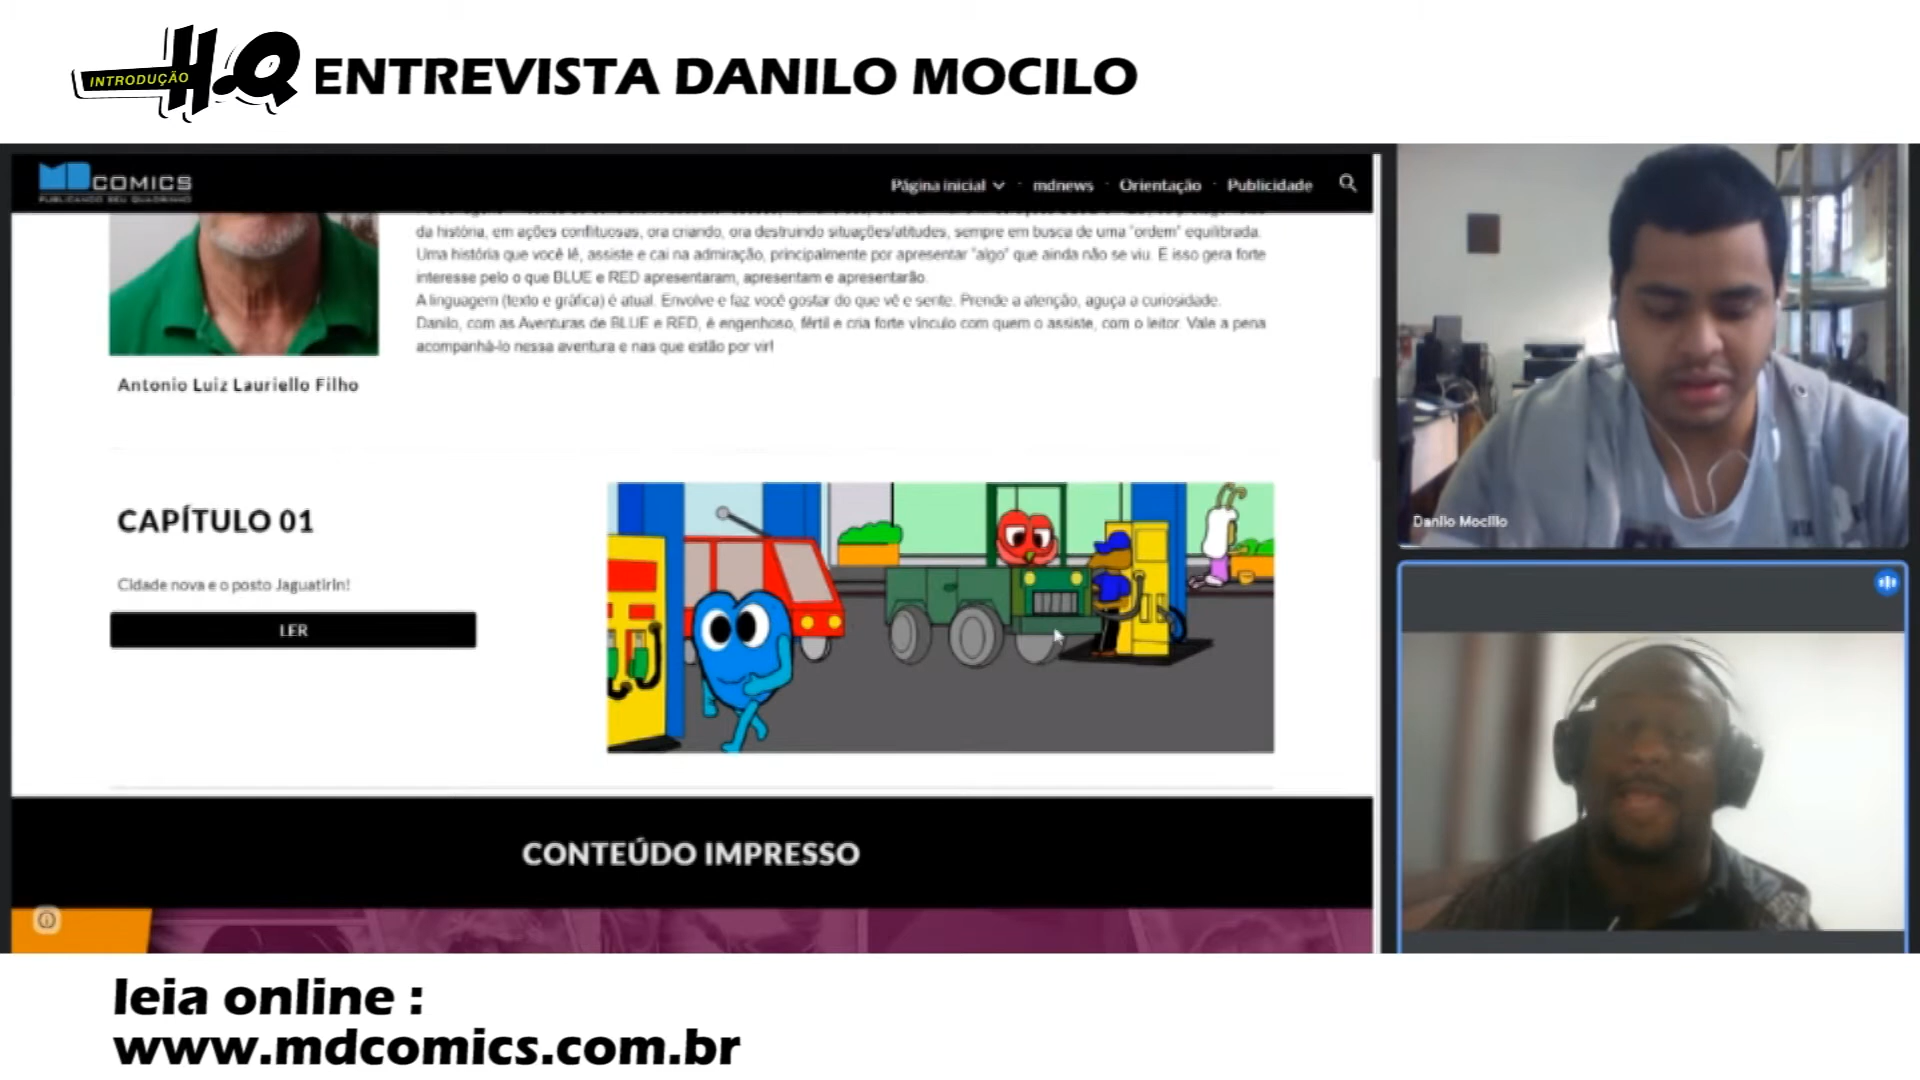 INTRODUÇÃO H.Q ENTREVISTA DANILO MOCILO
MD COMICS
PUBLICANDO SEU QUADRINHO
Página inicial · mdnews · Orientação · Publicidade
da história, em ações conflituosas, ora criando, ora destruindo situações/atitudes, sempre em busca de uma "ordem" equilibrada.
Uma história que você lê, assiste e cai na admiração, principalmente por apresentar "algo" que ainda não se viu. E isso gera forte
interesse pelo o que BLUE e RED apresentaram, apresentam e apresentarão.
A linguagem (texto e gráfica) é atual. Envolve e faz você gostar do que vê e sente. Prende a atenção, aguça a curiosidade.
Danilo, com as Aventuras de BLUE e RED, é engenhoso, fértil e cria forte vínculo com quem o assiste, com o leitor. Vale a pena
acompanhá-lo nessa aventura e nas que estão por vir!
Antonio Luiz Lauriello Filho
CAPÍTULO 01
Cidade nova e o posto Jaguatirin!
LER
CONTEÚDO IMPRESSO
Danilo Mocilo
leia online :
www.mdcomics.com.br